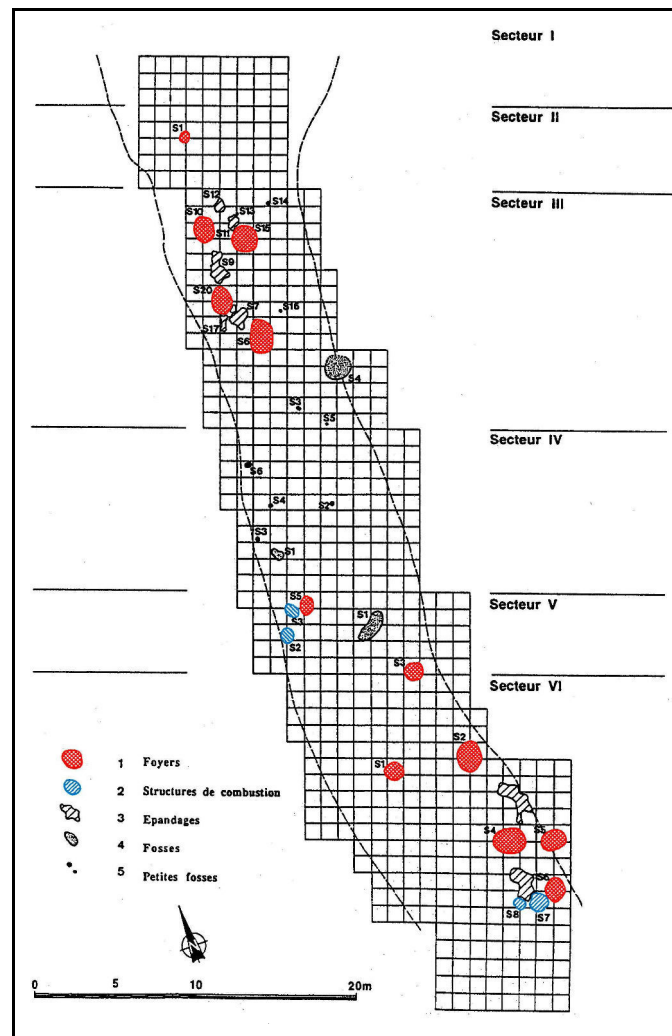 Secteur I
Secteur II
S1
Secteur III
S12
S14
S13
S10
S11
S15
S9
S20
S7
S16
S17
S6
S4
S3
S5
Secteur IV
S6
S4
S2
S3
S1
Secteur V
S5
S1
S3
S2
S3
Secteur VI
S2
S1
S4
S5
S6
S8
S7
1 Foyers
2 Structures de combustion
3 Epandages
4 Fosses
5 Petites fosses
0 5 10 20m